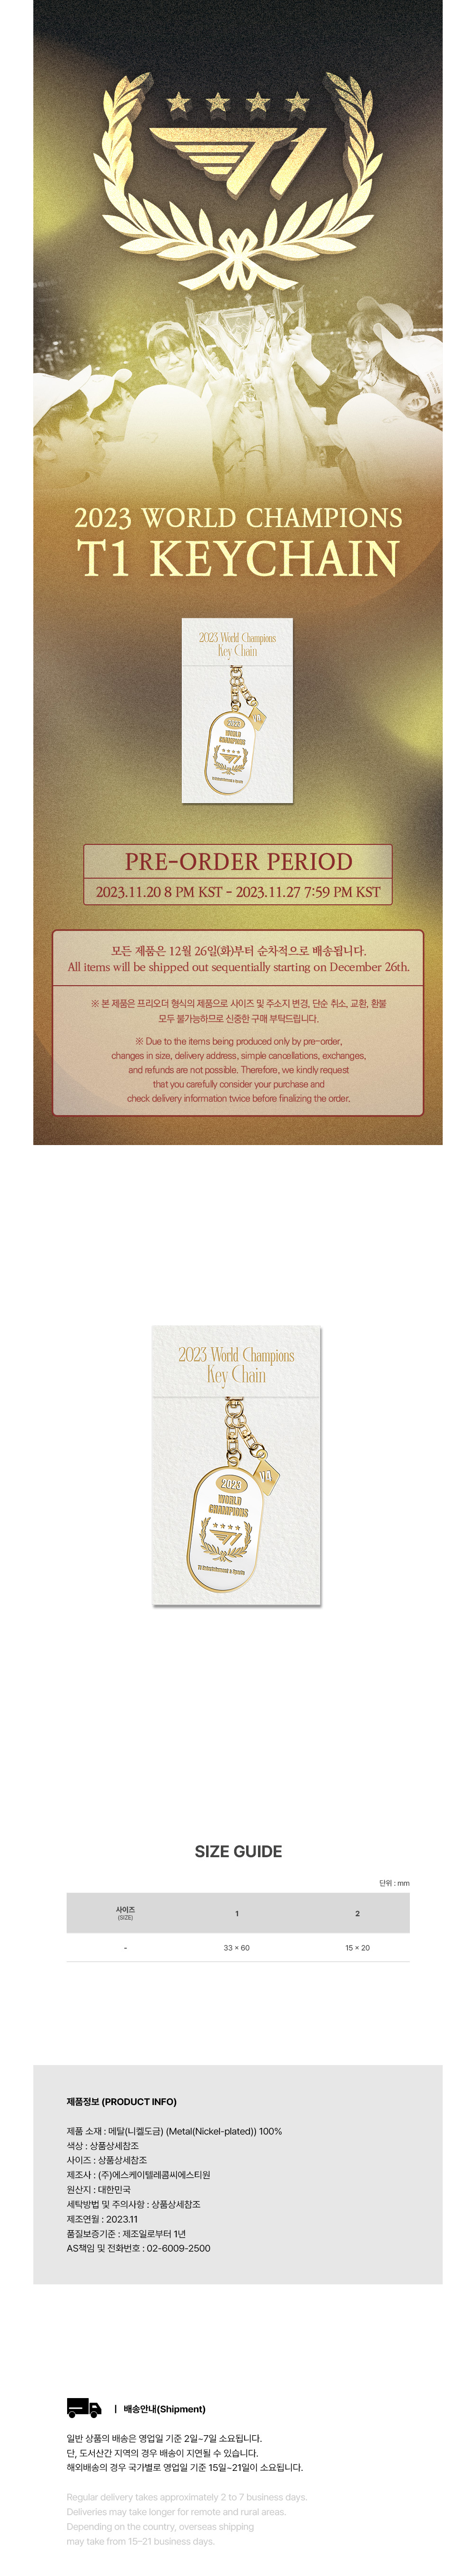 T1
2023 WORLD CHAMPIONS
T1 KEYCHAIN
2023 World Champions
Key Chain
V4
2023
WORLD
CHAMPIONS
PRE-ORDER PERIOD
2023.11.20 8 PM KST - 2023.11.27 7:59 PM KST
모든 제품은 12월 26일(화)부터 순차적으로 배송됩니다.
All items will be shipped out sequentially starting on December 26th.
※ 본 제품은 프리오더 형식의 제품으로 사이즈 및 주소지 변경, 단순 취소, 교환, 환불
모두 불가능하므로 신중한 구매 부탁드립니다.
※ Due to the items being produced only by pre-order,
changes in size, delivery address, simple cancellations, exchanges,
and refunds are not possible. Therefore, we kindly request
that you carefully consider your purchase and
check delivery information twice before finalizing the order.
2023 World Champions
Key Chain
V4
2023
WORLD
CHAMPIONS
T1
T1 Entertainment & Sports
SIZE GUIDE
단위 : mm
사이즈 1 2
(SIZE)
- 33 × 60 15 × 20
제품정보 (PRODUCT INFO)
제품 소재 : 메탈(니켈도금) (Metal(Nickel-plated)) 100%
색상 : 상품상세참조
사이즈 : 상품상세참조
제조사 : (주)에스케이텔레콤씨에스티원
원산지 : 대한민국
세탁방법 및 주의사항 : 상품상세참조
제조연월 : 2023.11
품질보증기준 : 제조일로부터 1년
AS책임 및 전화번호 : 02-6009-2500
| 배송안내(Shipment)
일반 상품의 배송은 영업일 기준 2일~7일 소요됩니다.
단, 도서산간 지역의 경우 배송이 지연될 수 있습니다.
해외배송의 경우 국가별로 영업일 기준 15일~21일이 소요됩니다.
Regular delivery takes approximately 2 to 7 business days.
Deliveries may take longer for remote and rural areas.
Depending on the country, overseas shipping
may take from 15–21 business days.